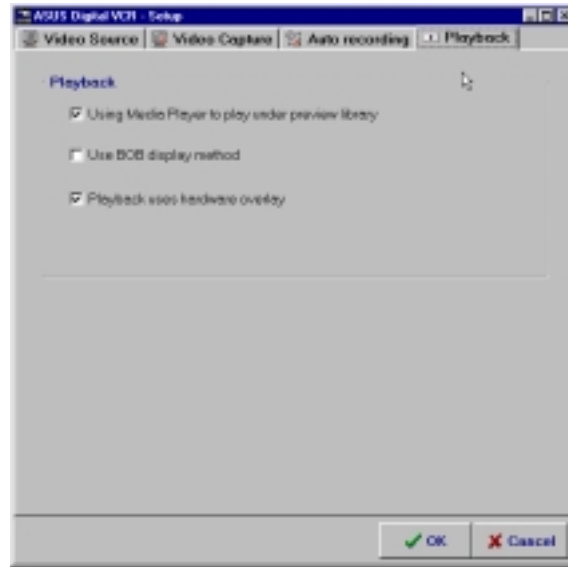 ASUS Digital VCR - Setup
Video Source Video Capture Auto recording Playback
Playback
Using Media Player to play under preview library
Use BOB display method
Playback uses hardware overlay
OK Cancel